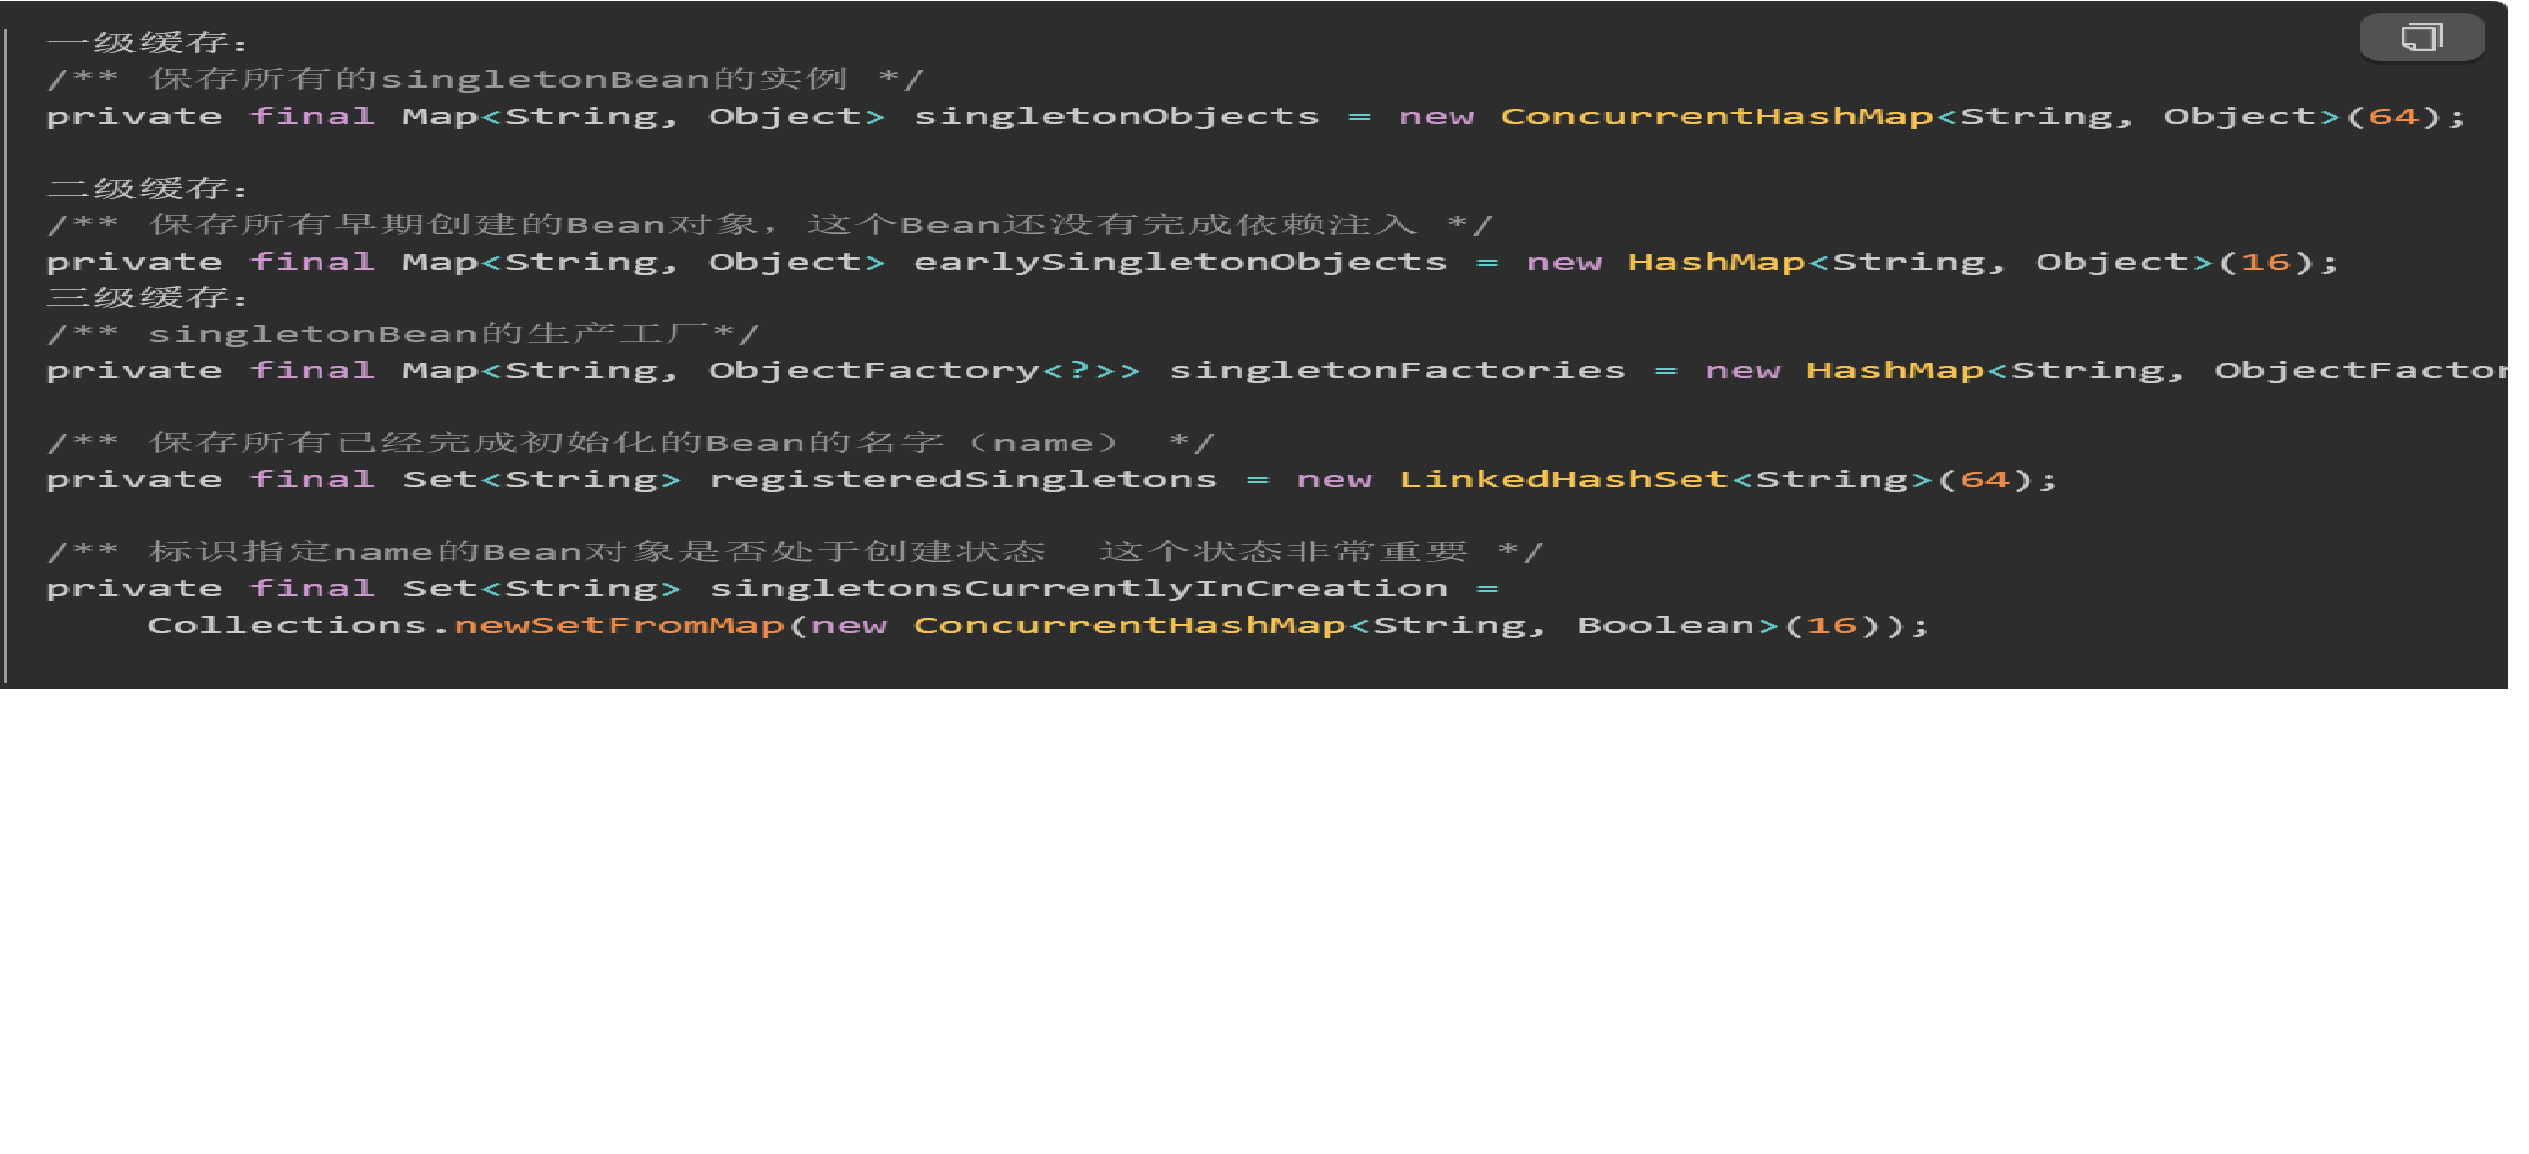 一级缓存：
/** 保存所有的singletonBean的实例 */
private final Map<String, Object> singletonObjects = new ConcurrentHashMap<String, Object>(64);
二级缓存：
/** 保存所有早期创建的Bean对象，这个Bean还没有完成依赖注入 */
private final Map<String, Object> earlySingletonObjects = new HashMap<String, Object>(16);
三级缓存：
/** singletonBean的生产工厂*/
private final Map<String, ObjectFactory<?>> singletonFactories = new HashMap<String, ObjectFactor
/** 保存所有已经完成初始化的Bean的名字（name） */
private final Set<String> registeredSingletons = new LinkedHashSet<String>(64);
/** 标识指定name的Bean对象是否处于创建状态  这个状态非常重要 */
private final Set<String> singletonsCurrentlyInCreation =
    Collections.newSetFromMap(new ConcurrentHashMap<String, Boolean>(16));